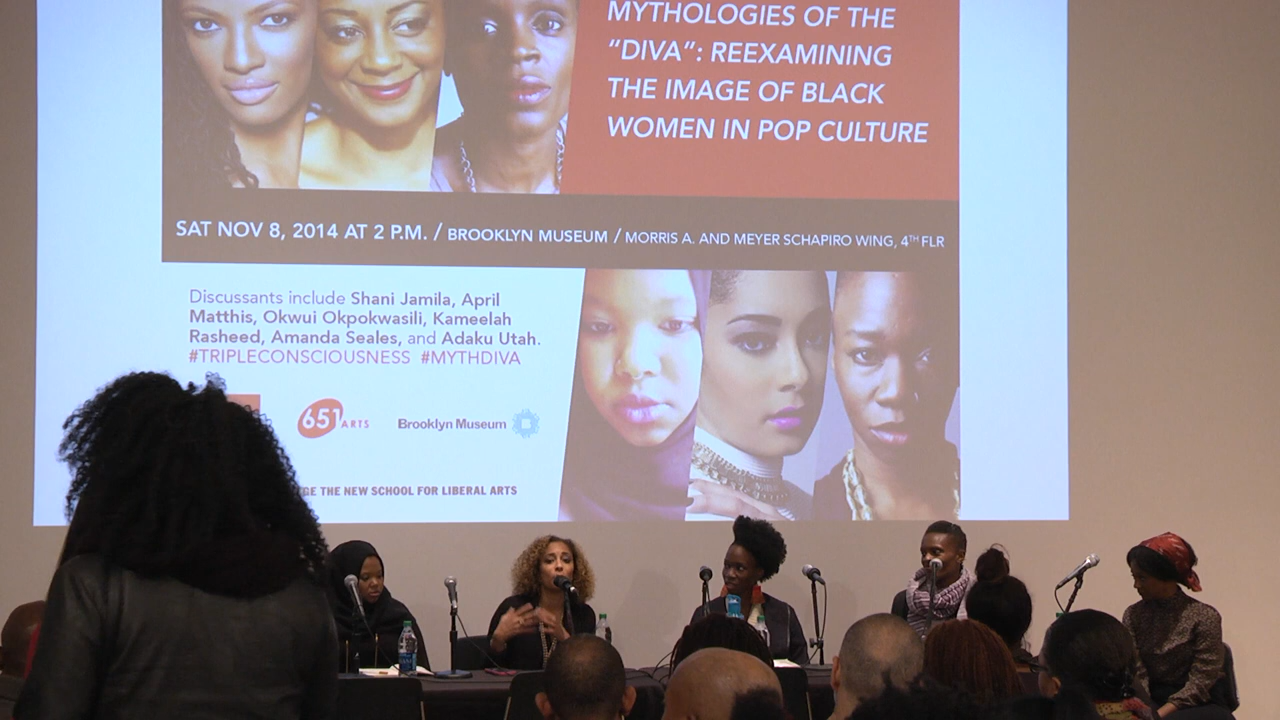 MYTHOLOGIES OF THE
“DIVA”: REEXAMINING
THE IMAGE OF BLACK
WOMEN IN POP CULTURE
SAT NOV 8, 2014 AT 2 P.M. / BROOKLYN MUSEUM / MORRIS A. AND MEYER SCHAPIRO WING, 4TH FLR
Discussants include Shani Jamila, April
Matthis, Okwui Okpokwasili, Kameelah
Rasheed, Amanda Seales, and Adaku Utah.
#TRIPLECONSCIOUSNESS #MYTHDIVA
651 ARTS
Brooklyn Museum
THE NEW SCHOOL FOR LIBERAL ARTS